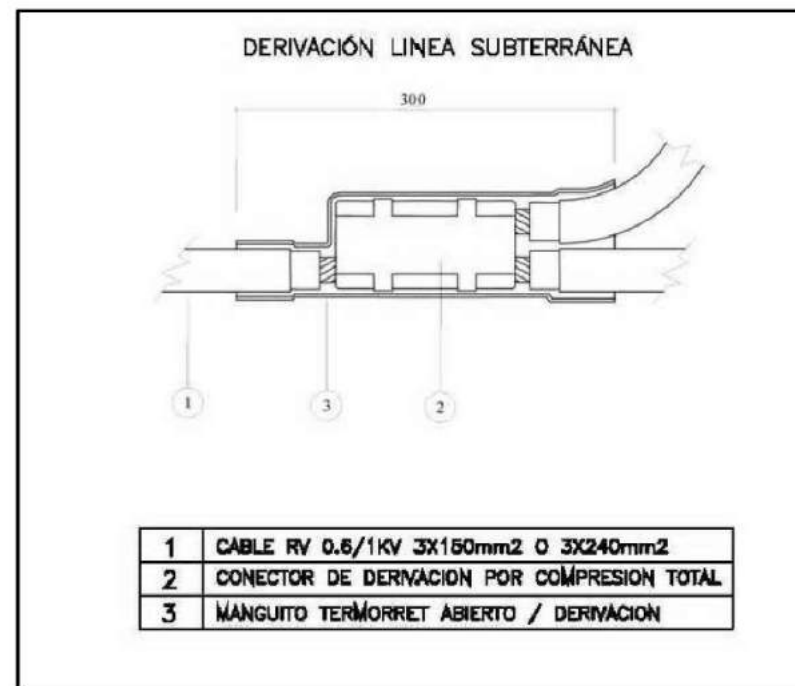 DERIVACIÓN LINEA SUBTERRÁNEA
300
1 3 2
1 CABLE RV 0.6/1KV 3X150mm2 O 3X240mm2
2 CONECTOR DE DERIVACION POR COMPRESION TOTAL
3 MANGUITO TERMORRET ABIERTO / DERIVACION